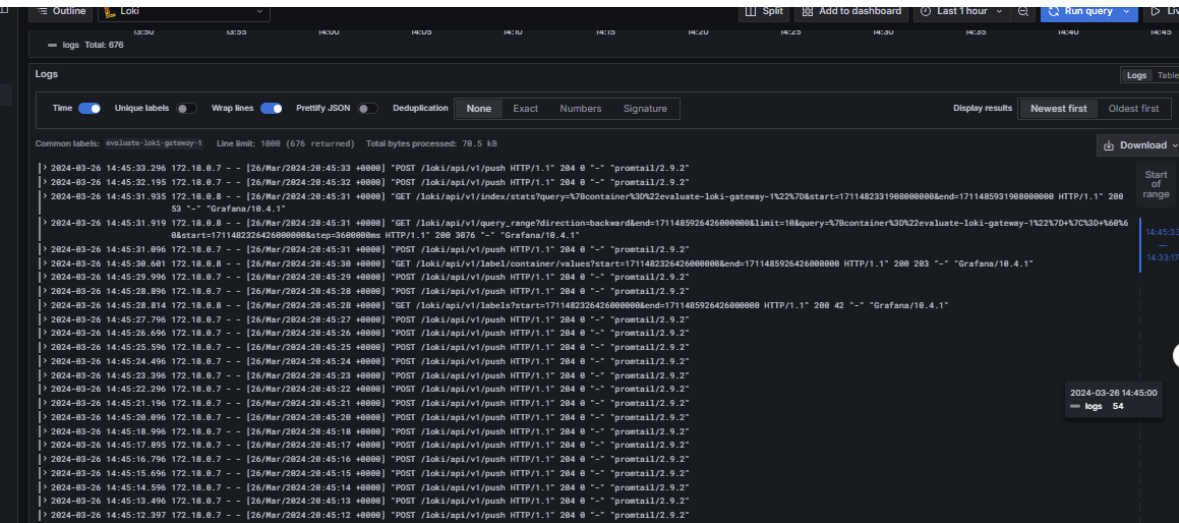 Outline Loki Split Add to dashboard Last 1 hour Run query Liv
13:50 13:55 14:00 14:05 14:10 14:15 14:20 14:25 14:30 14:35 14:40 14:45
logs Total: 676
Logs
Logs Table
Time Unique labels Wrap lines Prettify JSON Deduplication None Exact Numbers Signature Display results Newest first Oldest first
Common labels: evaluate-loki-gateway-1 Line limit: 1000 (676 returned) Total bytes processed: 70.5 kB
Download
> 2024-03-26 14:45:33.296 172.18.0.7 - - [26/Mar/2024:20:45:33 +0000] "POST /loki/api/v1/push HTTP/1.1" 204 0 "-" "promtail/2.9.2"
> 2024-03-26 14:45:32.195 172.18.0.7 - - [26/Mar/2024:20:45:32 +0000] "POST /loki/api/v1/push HTTP/1.1" 204 0 "-" "promtail/2.9.2"
> 2024-03-26 14:45:31.935 172.18.0.8 - - [26/Mar/2024:20:45:31 +0000] "GET /loki/api/v1/index/stats?query=%7Bcontainer%3D%22evaluate-loki-gateway-1%22%7D&start=1711482331908000000&end=1711485931908000000 HTTP/1.1" 200
53 "-" "Grafana/10.4.1"
> 2024-03-26 14:45:31.919 172.18.0.8 - - [26/Mar/2024:20:45:31 +0000] "GET /loki/api/v1/query_range?direction=backward&end=1711485926426000000&limit=10&query=%7Bcontainer%3D%22evaluate-loki-gateway-1%22%7D+%7C%3D+%60%6
0&start=1711482326426000000&step=3600000ms HTTP/1.1" 200 3076 "-" "Grafana/10.4.1"
> 2024-03-26 14:45:31.096 172.18.0.7 - - [26/Mar/2024:20:45:31 +0000] "POST /loki/api/v1/push HTTP/1.1" 204 0 "-" "promtail/2.9.2"
> 2024-03-26 14:45:30.601 172.18.0.8 - - [26/Mar/2024:20:45:30 +0000] "GET /loki/api/v1/label/container/values?start=1711482326426000000&end=1711485926426000000 HTTP/1.1" 200 203 "-" "Grafana/10.4.1"
> 2024-03-26 14:45:29.996 172.18.0.7 - - [26/Mar/2024:20:45:29 +0000] "POST /loki/api/v1/push HTTP/1.1" 204 0 "-" "promtail/2.9.2"
> 2024-03-26 14:45:28.896 172.18.0.7 - - [26/Mar/2024:20:45:28 +0000] "POST /loki/api/v1/push HTTP/1.1" 204 0 "-" "promtail/2.9.2"
> 2024-03-26 14:45:28.814 172.18.0.8 - - [26/Mar/2024:20:45:28 +0000] "GET /loki/api/v1/labels?start=1711482326426000000&end=1711485926426000000 HTTP/1.1" 200 42 "-" "Grafana/10.4.1"
> 2024-03-26 14:45:27.796 172.18.0.7 - - [26/Mar/2024:20:45:27 +0000] "POST /loki/api/v1/push HTTP/1.1" 204 0 "-" "promtail/2.9.2"
> 2024-03-26 14:45:26.696 172.18.0.7 - - [26/Mar/2024:20:45:26 +0000] "POST /loki/api/v1/push HTTP/1.1" 204 0 "-" "promtail/2.9.2"
> 2024-03-26 14:45:25.596 172.18.0.7 - - [26/Mar/2024:20:45:25 +0000] "POST /loki/api/v1/push HTTP/1.1" 204 0 "-" "promtail/2.9.2"
> 2024-03-26 14:45:24.496 172.18.0.7 - - [26/Mar/2024:20:45:24 +0000] "POST /loki/api/v1/push HTTP/1.1" 204 0 "-" "promtail/2.9.2"
> 2024-03-26 14:45:23.396 172.18.0.7 - - [26/Mar/2024:20:45:23 +0000] "POST /loki/api/v1/push HTTP/1.1" 204 0 "-" "promtail/2.9.2"
> 2024-03-26 14:45:22.296 172.18.0.7 - - [26/Mar/2024:20:45:22 +0000] "POST /loki/api/v1/push HTTP/1.1" 204 0 "-" "promtail/2.9.2"
> 2024-03-26 14:45:21.196 172.18.0.7 - - [26/Mar/2024:20:45:21 +0000] "POST /loki/api/v1/push HTTP/1.1" 204 0 "-" "promtail/2.9.2"
> 2024-03-26 14:45:20.096 172.18.0.7 - - [26/Mar/2024:20:45:20 +0000] "POST /loki/api/v1/push HTTP/1.1" 204 0 "-" "promtail/2.9.2"
> 2024-03-26 14:45:18.996 172.18.0.7 - - [26/Mar/2024:20:45:18 +0000] "POST /loki/api/v1/push HTTP/1.1" 204 0 "-" "promtail/2.9.2"
> 2024-03-26 14:45:17.895 172.18.0.7 - - [26/Mar/2024:20:45:17 +0000] "POST /loki/api/v1/push HTTP/1.1" 204 0 "-" "promtail/2.9.2"
> 2024-03-26 14:45:16.796 172.18.0.7 - - [26/Mar/2024:20:45:16 +0000] "POST /loki/api/v1/push HTTP/1.1" 204 0 "-" "promtail/2.9.2"
> 2024-03-26 14:45:15.696 172.18.0.7 - - [26/Mar/2024:20:45:15 +0000] "POST /loki/api/v1/push HTTP/1.1" 204 0 "-" "promtail/2.9.2"
> 2024-03-26 14:45:14.596 172.18.0.7 - - [26/Mar/2024:20:45:14 +0000] "POST /loki/api/v1/push HTTP/1.1" 204 0 "-" "promtail/2.9.2"
> 2024-03-26 14:45:13.496 172.18.0.7 - - [26/Mar/2024:20:45:13 +0000] "POST /loki/api/v1/push HTTP/1.1" 204 0 "-" "promtail/2.9.2"
> 2024-03-26 14:45:12.397 172.18.0.7 - - [26/Mar/2024:20:45:12 +0000] "POST /loki/api/v1/push HTTP/1.1" 204 0 "-" "promtail/2.9.2"
Start
of
range
14:45:33
—
14:33:17
2024-03-26 14:45:00
logs 54